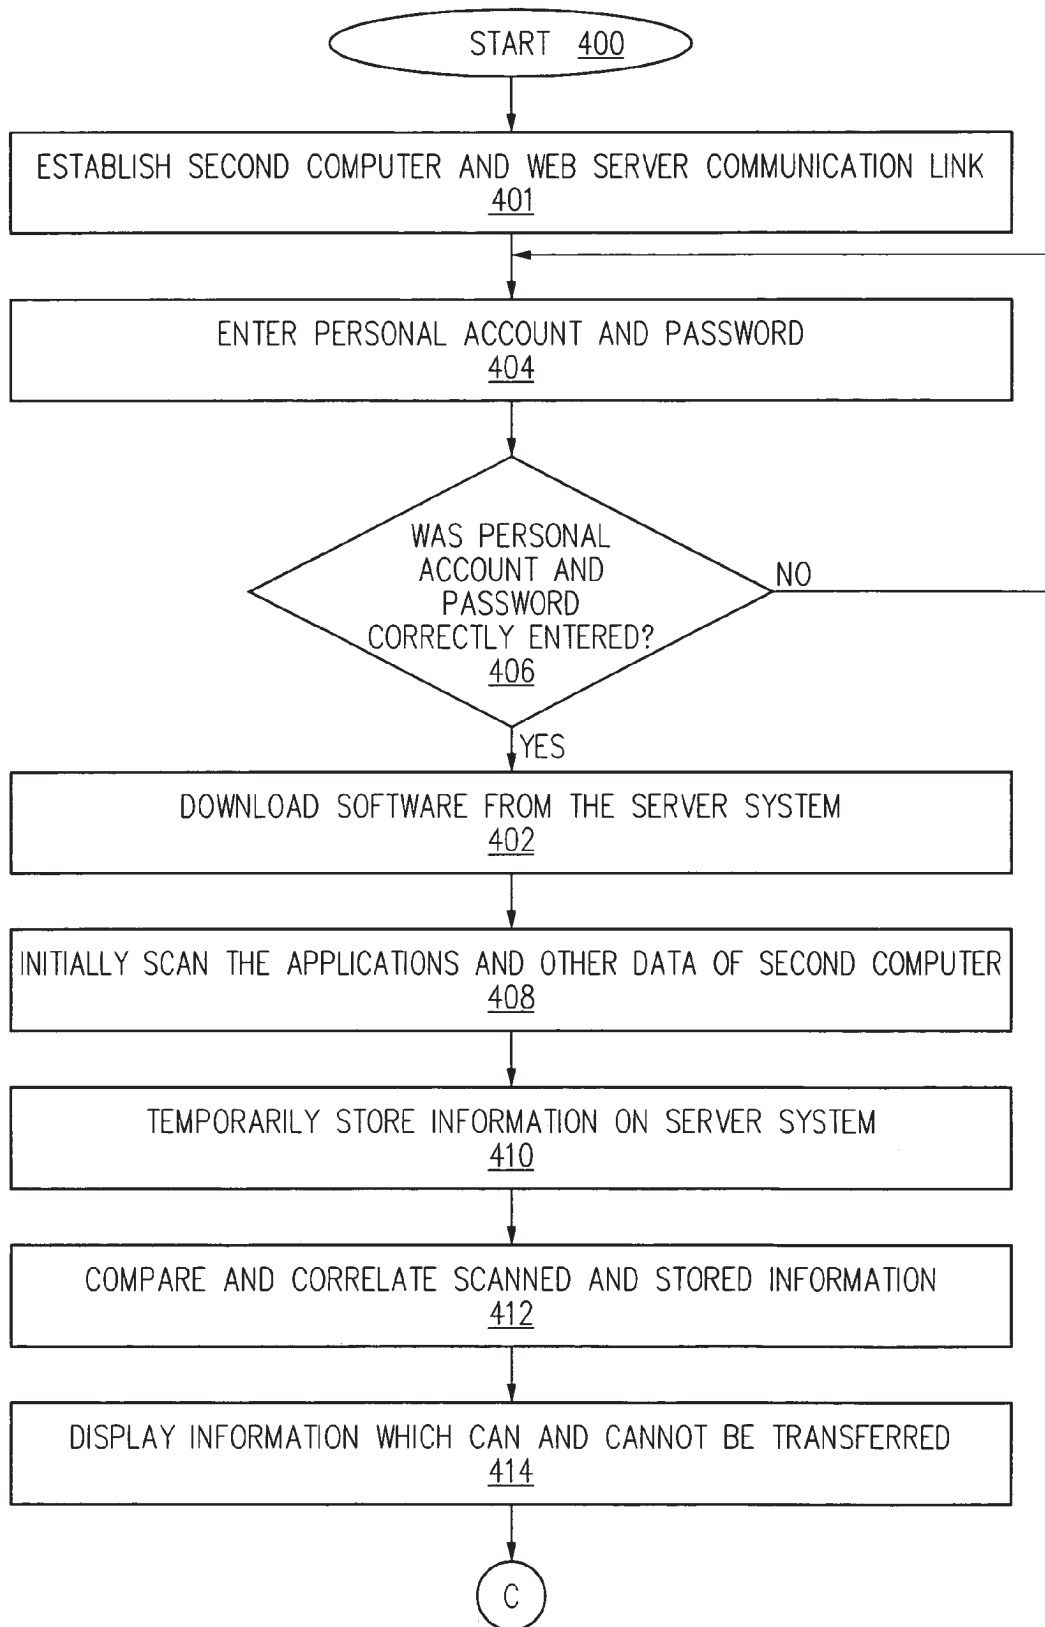 START 400
ESTABLISH SECOND COMPUTER AND WEB SERVER COMMUNICATION LINK
401
ENTER PERSONAL ACCOUNT AND PASSWORD
404
WAS PERSONAL
ACCOUNT AND
PASSWORD
CORRECTLY ENTERED?
406
NO
YES
DOWNLOAD SOFTWARE FROM THE SERVER SYSTEM
402
INITIALLY SCAN THE APPLICATIONS AND OTHER DATA OF SECOND COMPUTER
408
TEMPORARILY STORE INFORMATION ON SERVER SYSTEM
410
COMPARE AND CORRELATE SCANNED AND STORED INFORMATION
412
DISPLAY INFORMATION WHICH CAN AND CANNOT BE TRANSFERRED
414
C